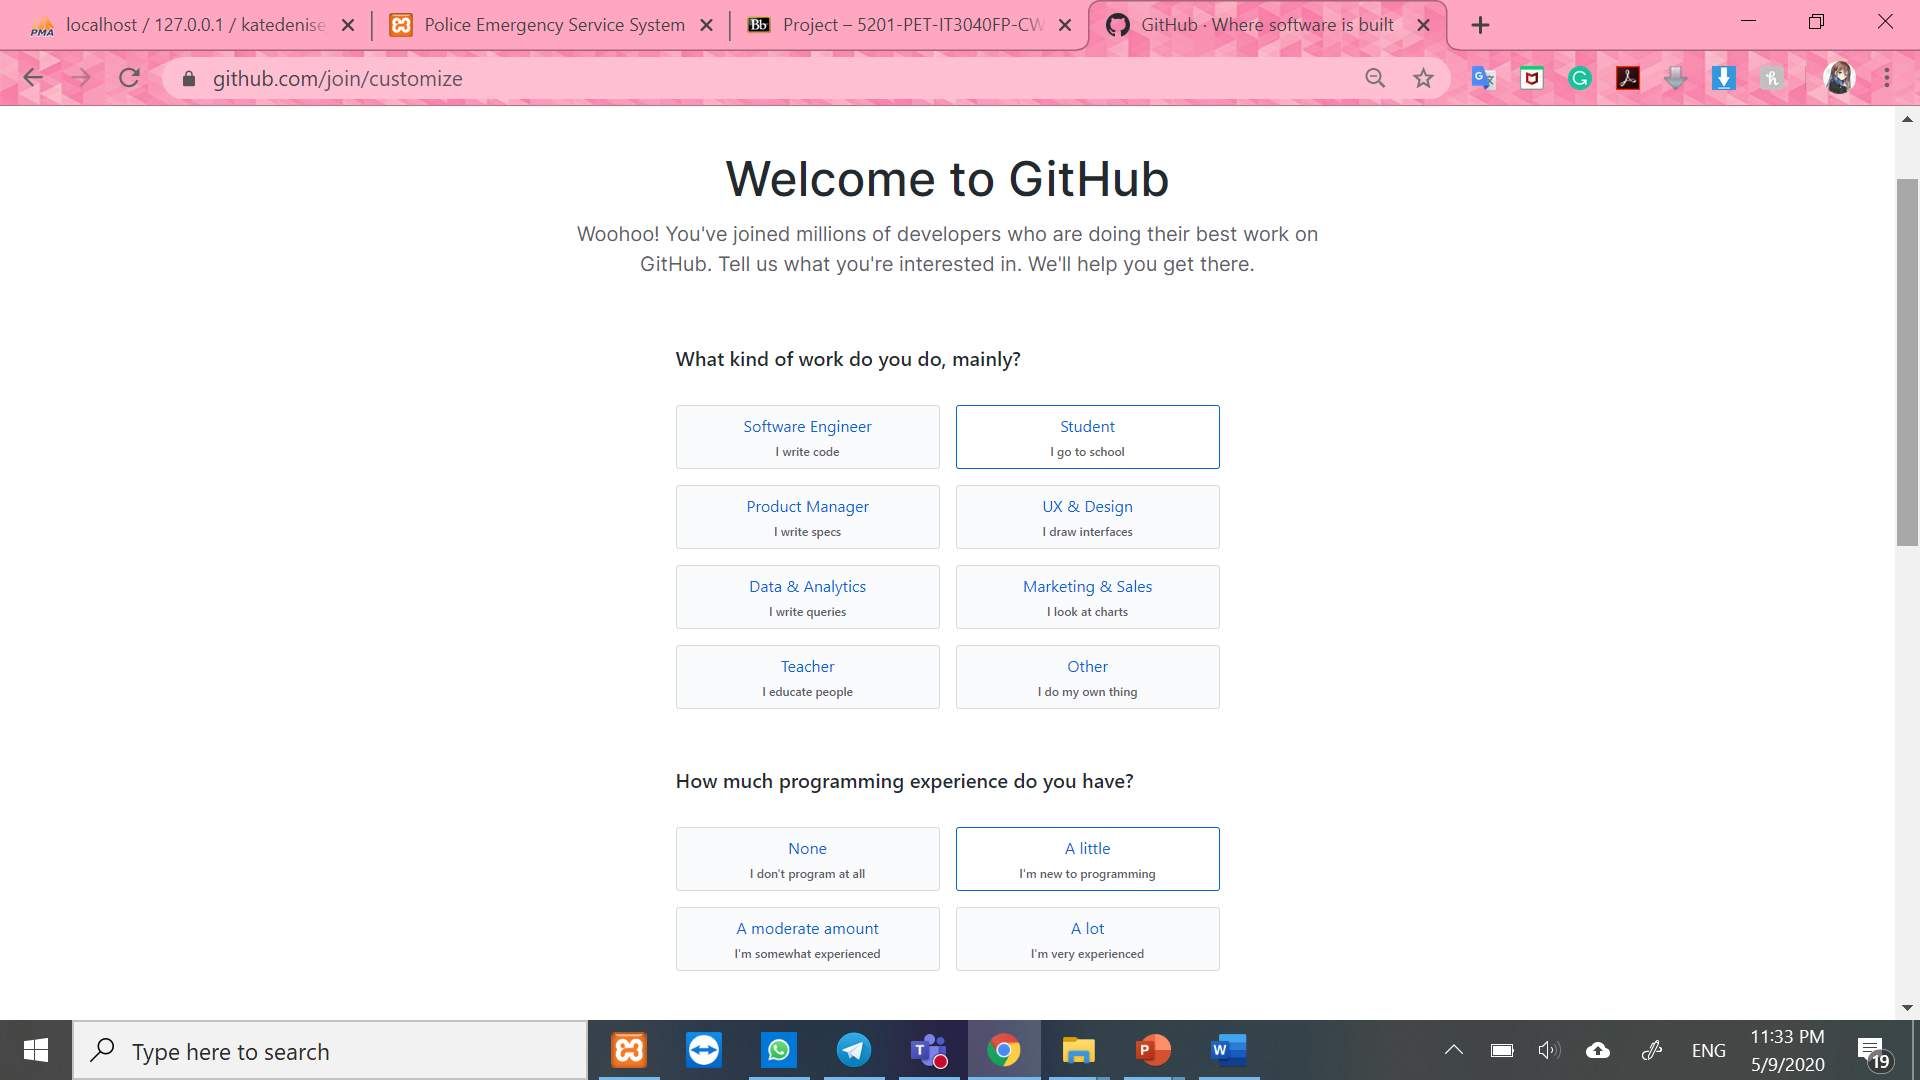 localhost / 127.0.0.1 / katedenise
Police Emergency Service System
Bb
Project – 5201-PET-IT3040FP-CW
GitHub · Where software is built
github.com/join/customize
Welcome to GitHub
Woohoo! You've joined millions of developers who are doing their best work on
GitHub. Tell us what you're interested in. We'll help you get there.
What kind of work do you do, mainly?
Software Engineer
I write code
Student
I go to school
Product Manager
I write specs
UX & Design
I draw interfaces
Data & Analytics
I write queries
Marketing & Sales
I look at charts
Teacher
I educate people
Other
I do my own thing
How much programming experience do you have?
None
I don't program at all
A little
I'm new to programming
A moderate amount
I'm somewhat experienced
A lot
I'm very experienced
Type here to search
ENG
11:33 PM
5/9/2020
19